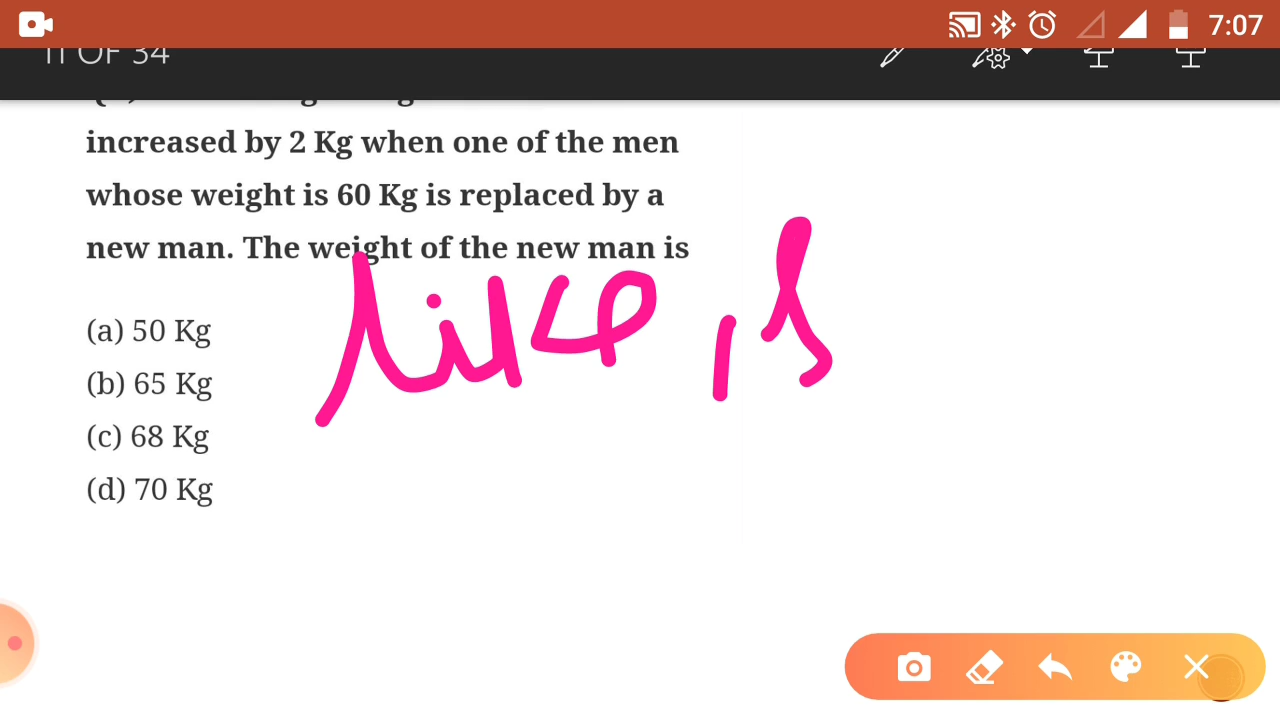 7:07
11 OF 34
increased by 2 Kg when one of the men
whose weight is 60 Kg is replaced by a
new man. The weight of the new man is
like, s
(a) 50 Kg
(b) 65 Kg
(c) 68 Kg
(d) 70 Kg